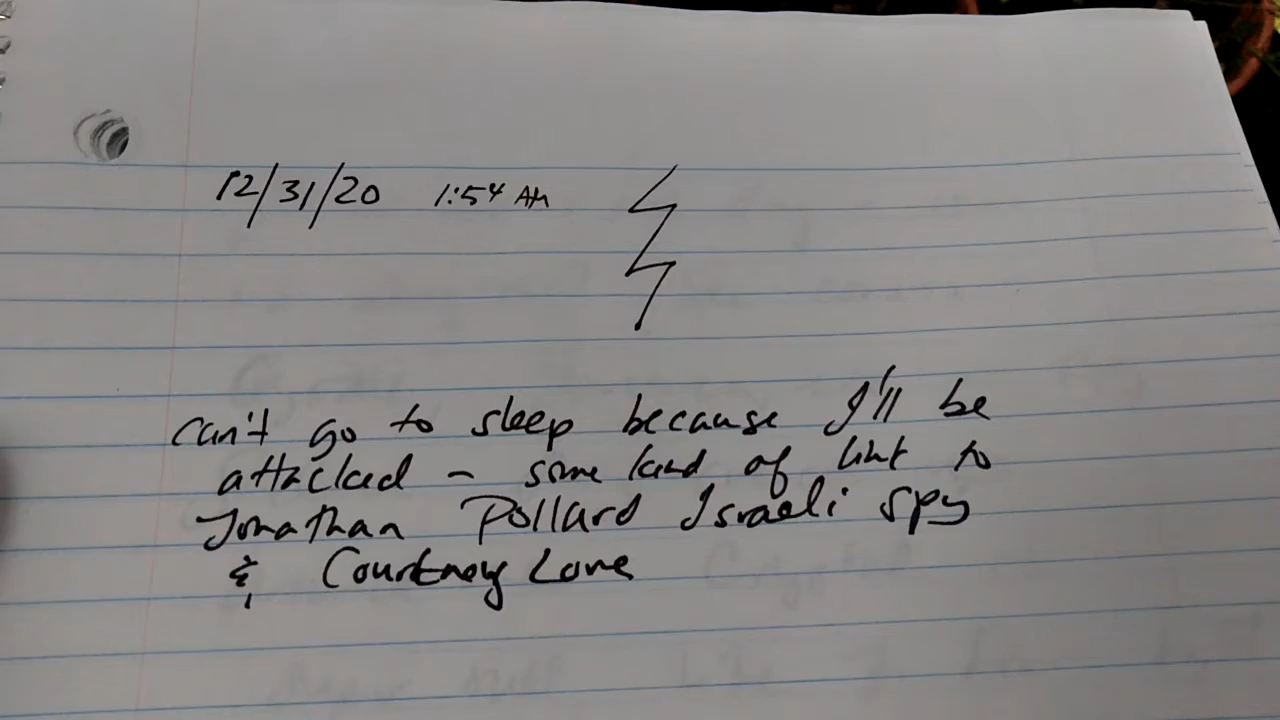 12/31/20 1:54 AM
can't go to sleep because I'll be
attacked - some kind of link to
Jonathan Pollard Israeli spy
& Courtney Love